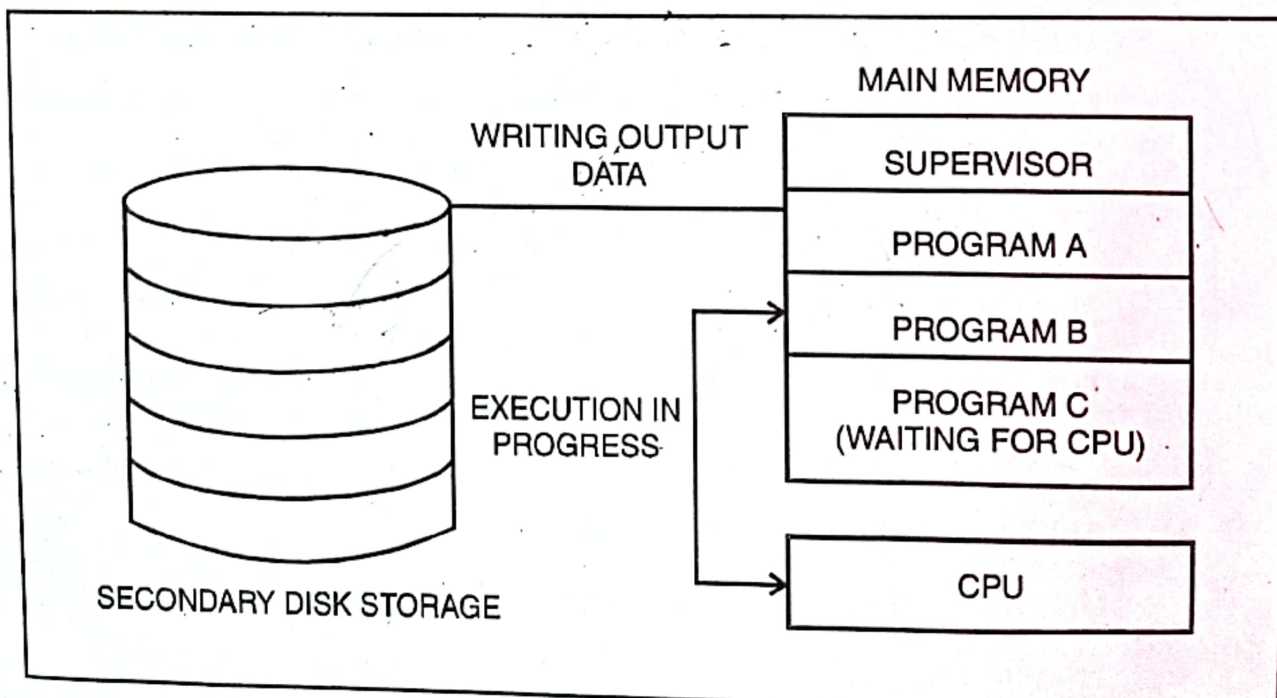 MAIN MEMORY
WRITING OUTPUT
DATA
SUPERVISOR
PROGRAM A
PROGRAM B
EXECUTION IN
PROGRESS
PROGRAM C
(WAITING FOR CPU)
CPU
SECONDARY DISK STORAGE